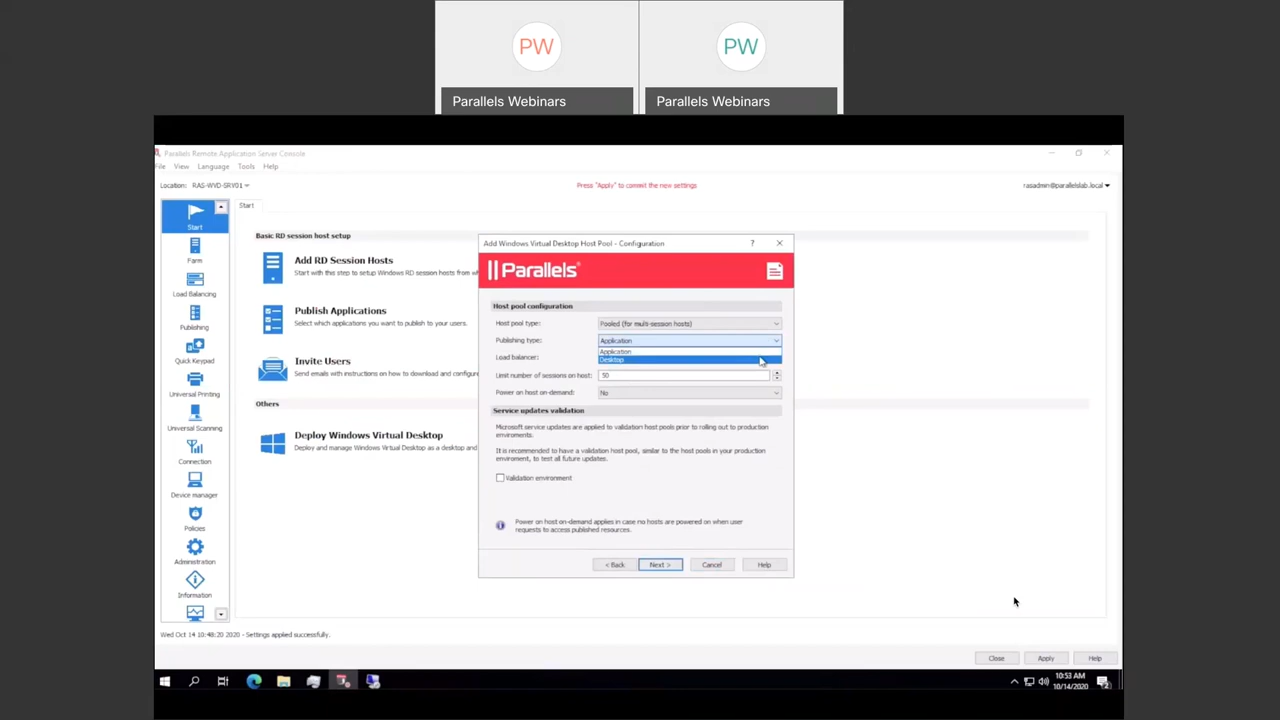 PW
PW
Parallels Webinars
Parallels Webinars
Parallels Remote Application Server Console
File View Language Tools Help
Location: RAS-WVD-SRV01
Press "Apply" to commit the new settings
rasadmin@parallelslab.local
Start
Farm
Load Balancing
Publishing
Quick Keypad
Universal Printing
Universal Scanning
Connection
Device manager
Policies
Administration
Information
Start
Basic RD session host setup
Add RD Session Hosts
Start with this step to setup Windows RD session hosts from
Publish Applications
Select which applications you want to publish to your users.
Invite Users
Send emails with instructions on how to download and configure
Others
Deploy Windows Virtual Desktop
Deploy and manage Windows Virtual Desktop as a desktop and
Add Windows Virtual Desktop Host Pool - Configuration
?
Parallels®
Host pool configuration
Host pool type: Pooled (for multi-session hosts)
Publishing type: Application
Application
Desktop
Load balancer:
Limit number of sessions on host: 50
Power on host on-demand: No
Service updates validation
Microsoft service updates are applied to validation host pools prior to rolling out to production
enviroments.
It is recommended to have a validation host pool, similar to the host pools in your production
enviroment, to test all future updates.
Validation environment
Power on host on-demand applies in case no hosts are powered on when user
requests to access published resources.
< Back
Next >
Cancel
Help
Wed Oct 14 10:48:20 2020 - Settings applied successfully.
Close
Apply
Help
10:53 AM
10/14/2020